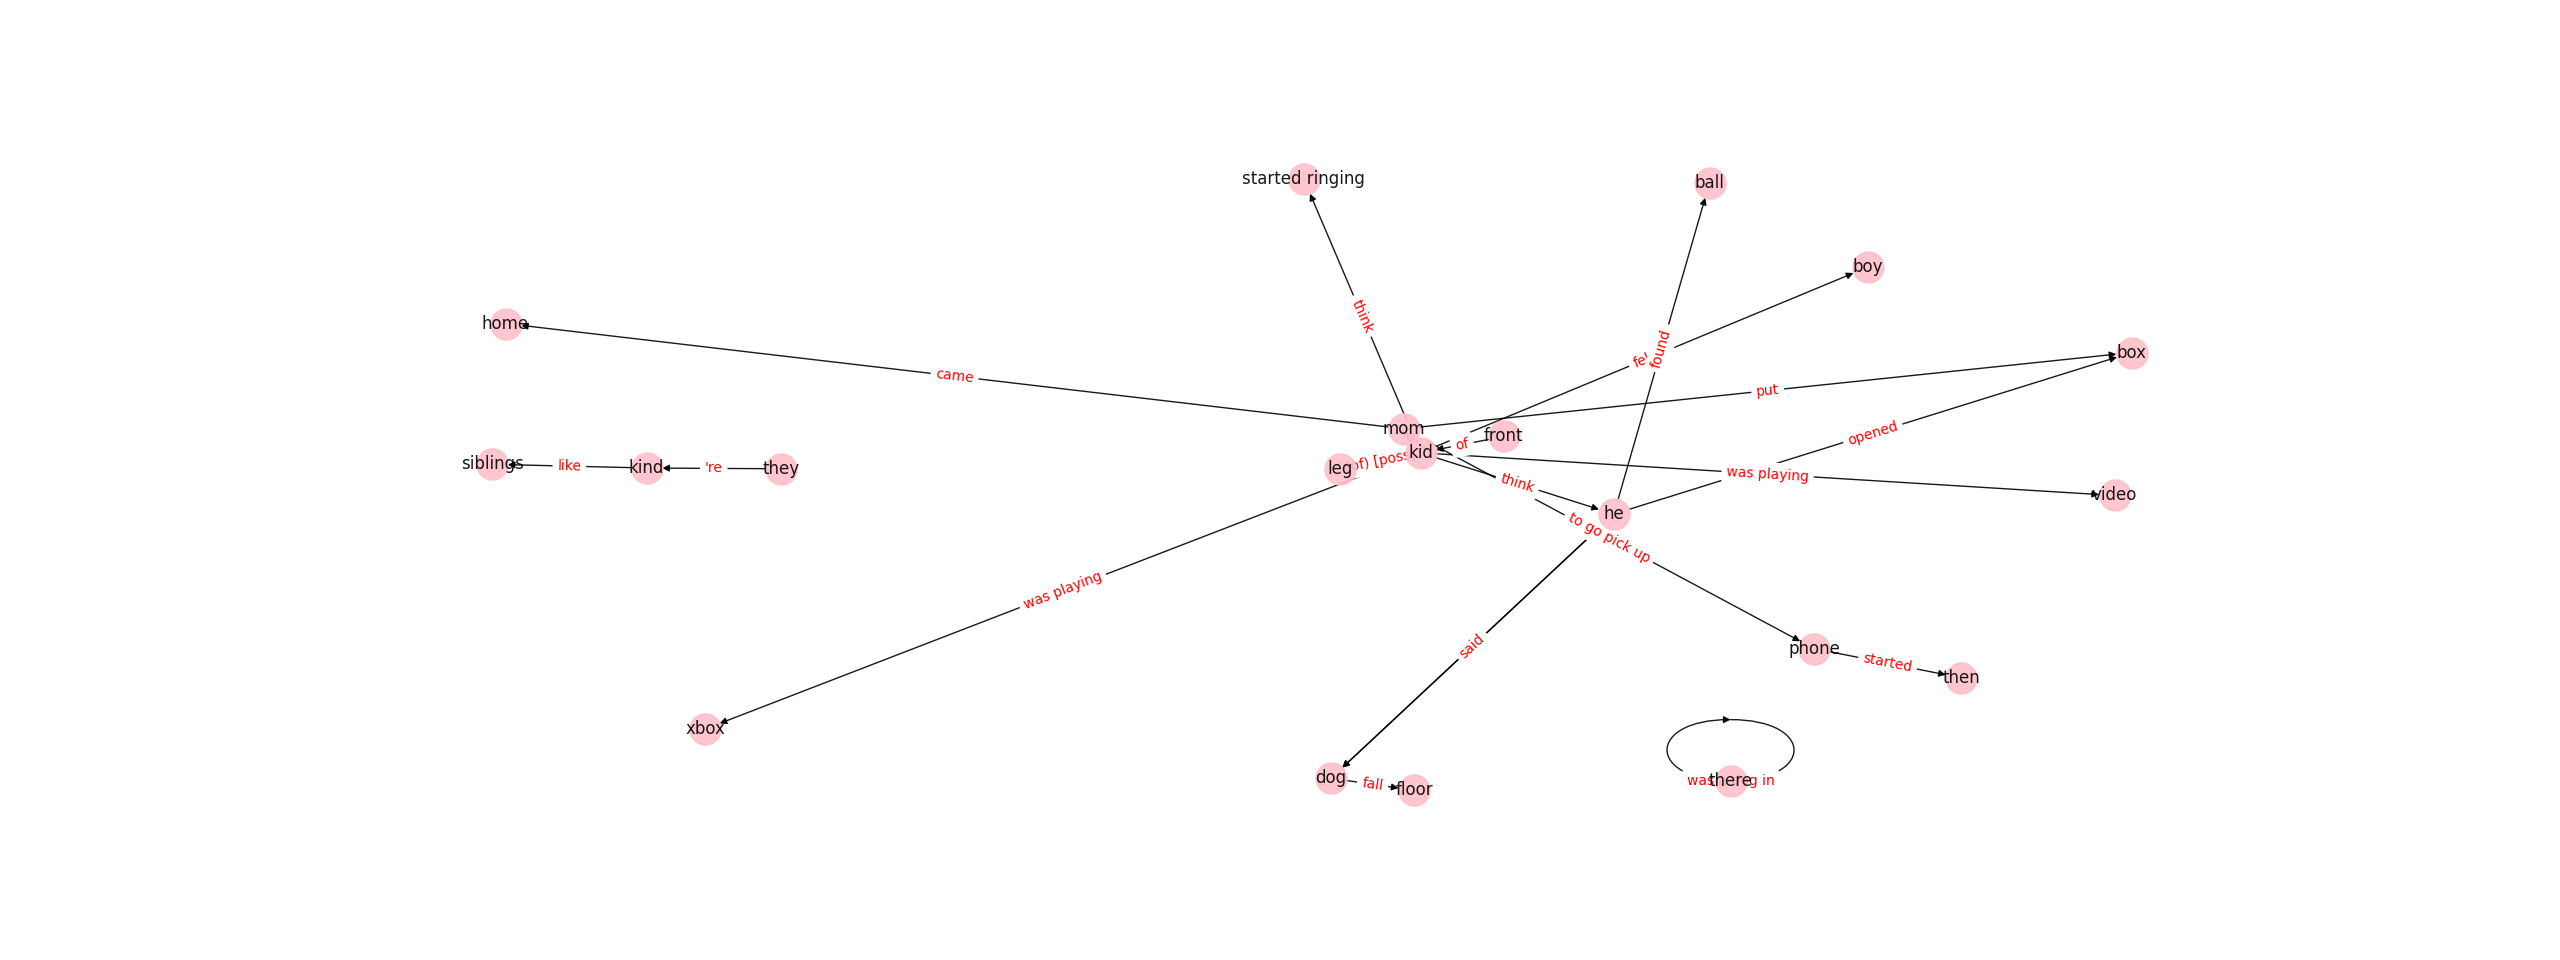 started ringing
ball
boy
think
home
found
box
came
put
mom
front
opened
of
kid
siblings
like
kind
're
they
leg
of) [poss
was playing
think
video
he
to go pick up
was playing
said
phone
started
then
xbox
dog
fall
floor
was
there
g in